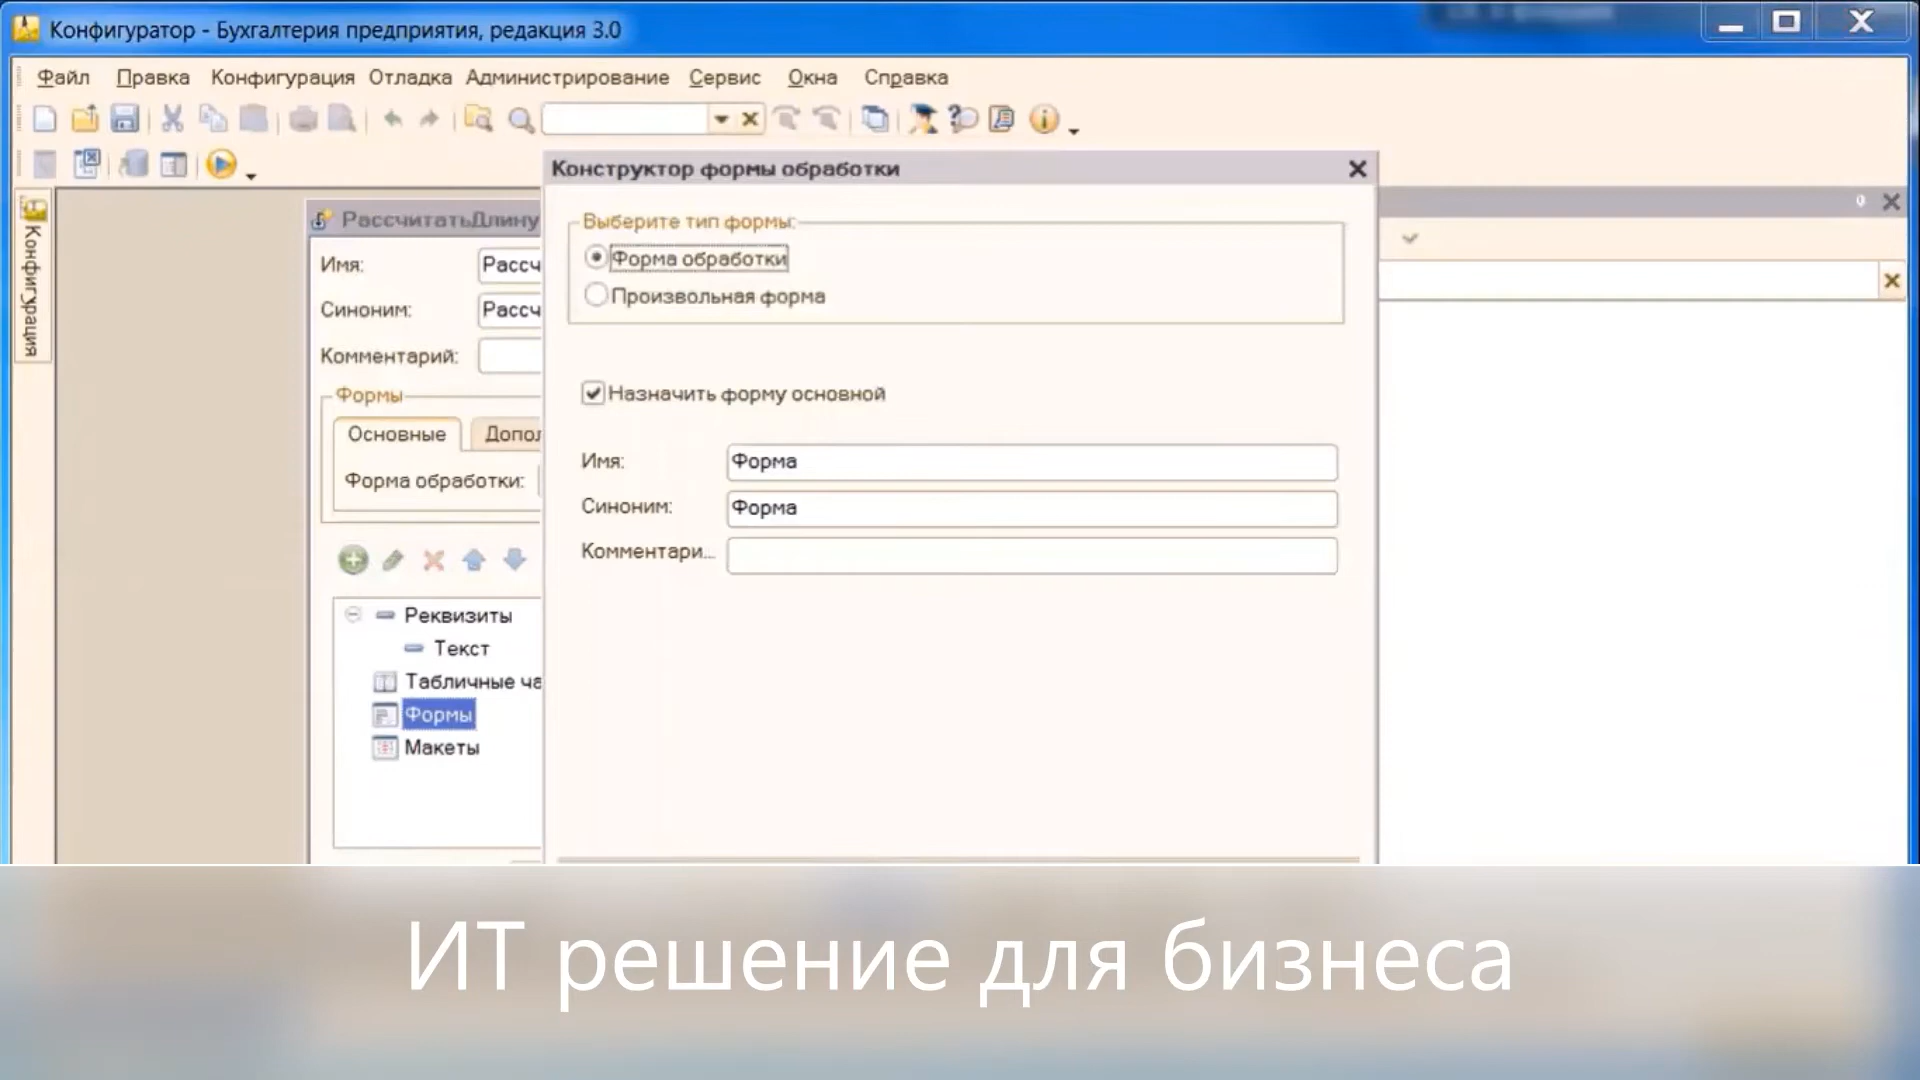 Конфигуратор - Бухгалтерия предприятия, редакция 3.0
Файл Правка Конфигурация Отладка Администрирование Сервис Окна Справка
Конфигурация
РассчитатьДлину
Имя: Рассч
Синоним: Рассч
Комментарий:
Формы
Основные Допол
Форма обработки:
Реквизиты
Текст
Табличные ча
Формы
Макеты
Конструктор формы обработки
Выберите тип формы:
Форма обработки
Произвольная форма
Назначить форму основной
Имя: Форма
Синоним: Форма
Комментари...
ИТ решение для бизнеса